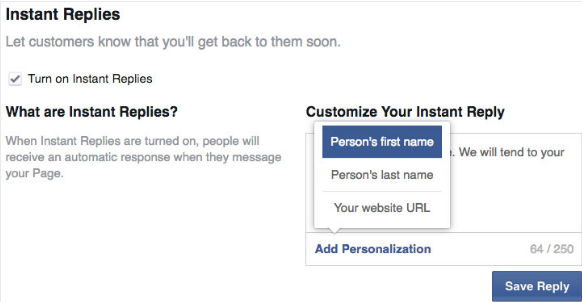 Instant Replies
Let customers know that you'll get back to them soon.
Turn on Instant Replies
What are Instant Replies?
When Instant Replies are turned on, people will
receive an automatic response when they message
your Page.
Customize Your Instant Reply
Person's first name
. We will tend to your
Person's last name
Your website URL
Add Personalization
64 / 250
Save Reply